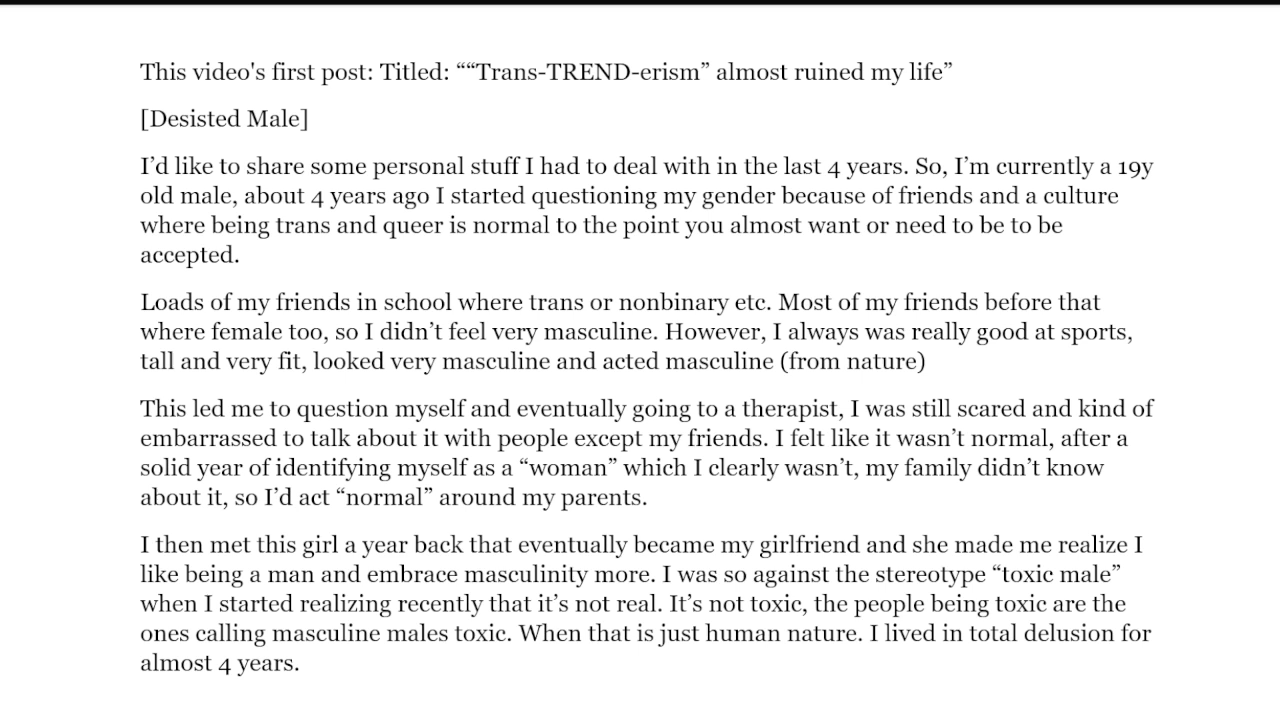 This video's first post: Titled: ““Trans-TREND-erism” almost ruined my life”
[Desisted Male]
I’d like to share some personal stuff I had to deal with in the last 4 years. So, I’m currently a 19y
old male, about 4 years ago I started questioning my gender because of friends and a culture
where being trans and queer is normal to the point you almost want or need to be to be
accepted.
Loads of my friends in school where trans or nonbinary etc. Most of my friends before that
where female too, so I didn’t feel very masculine. However, I always was really good at sports,
tall and very fit, looked very masculine and acted masculine (from nature)
This led me to question myself and eventually going to a therapist, I was still scared and kind of
embarrassed to talk about it with people except my friends. I felt like it wasn’t normal, after a
solid year of identifying myself as a “woman” which I clearly wasn’t, my family didn’t know
about it, so I’d act “normal” around my parents.
I then met this girl a year back that eventually became my girlfriend and she made me realize I
like being a man and embrace masculinity more. I was so against the stereotype “toxic male”
when I started realizing recently that it’s not real. It’s not toxic, the people being toxic are the
ones calling masculine males toxic. When that is just human nature. I lived in total delusion for
almost 4 years.